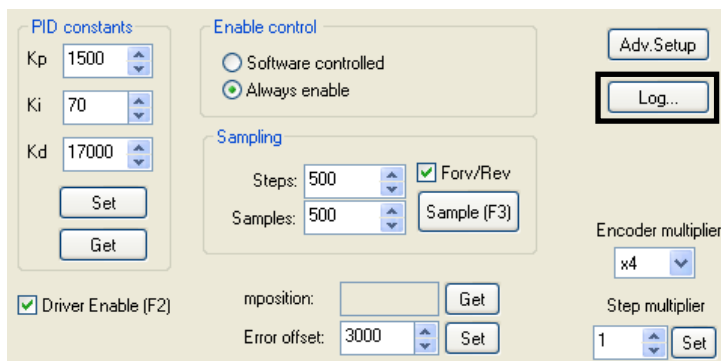 PID constants
Kp 1500
Ki 70
Kd 17000
Set
Get
Driver Enable (F2)
Enable control
Software controlled
Always enable
Sampling
Steps: 500
Forv/Rev
Samples: 500
Sample (F3)
mposition:
Get
Error offset: 3000
Set
Adv.Setup
Log...
Encoder multiplier
x4
Step multiplier
1
Set